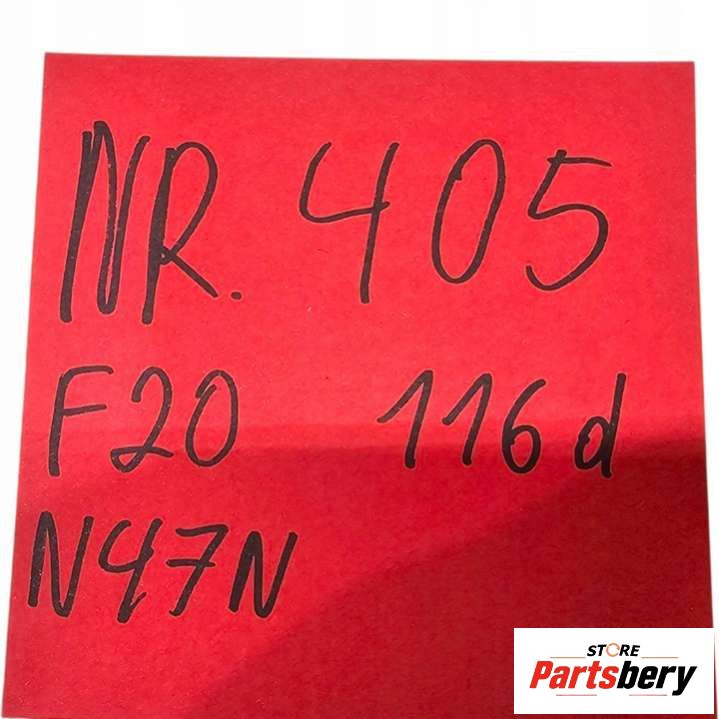 NR. 405
F20 116d
N47N
STORE
Partsbery